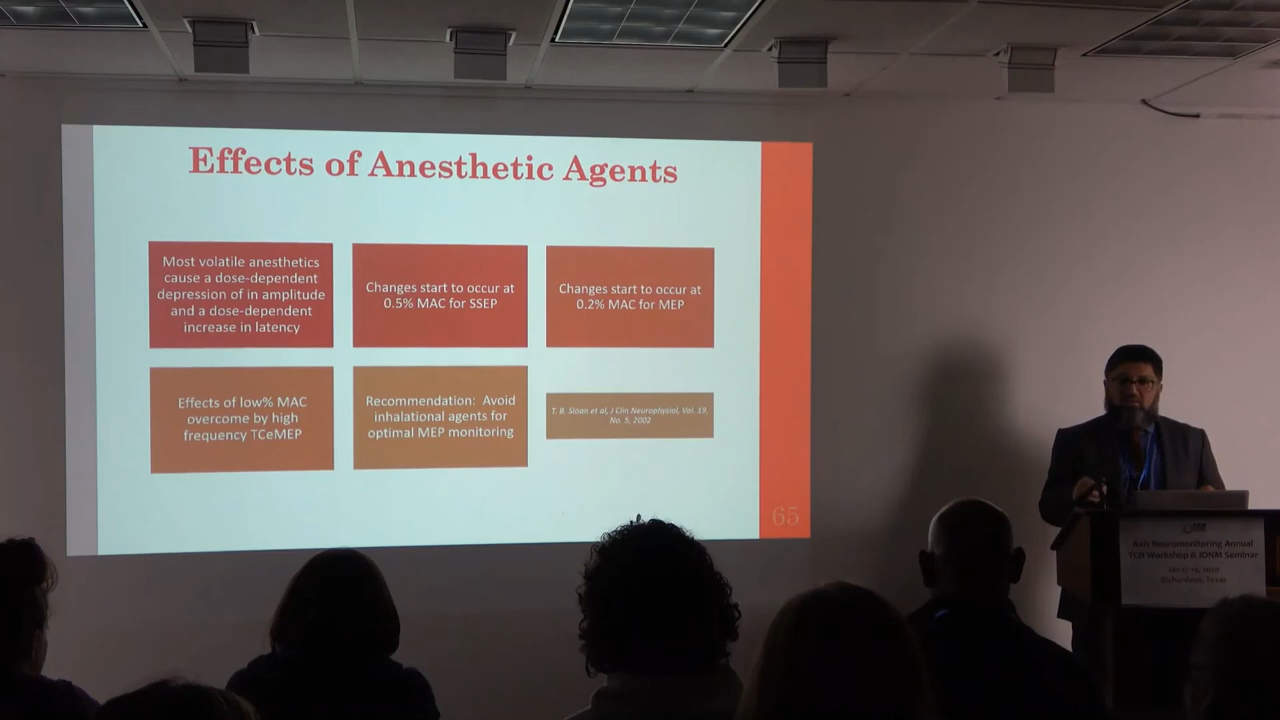 Effects of Anesthetic Agents
Most volatile anesthetics
cause a dose-dependent
depression of in amplitude
and a dose-dependent
increase in latency
Changes start to occur at
0.5% MAC for SSEP
Changes start to occur at
0.2% MAC for MEP
Effects of low% MAC
overcome by high
frequency TCeMEP
Recommendation: Avoid
inhalational agents for
optimal MEP monitoring
T. B. Sloan et al, J Clin Neurophysiol, Vol. 19,
No. 5, 2002
65
Axis Neuromonitoring Annual
TCD Workshop & IONM Seminar
2020
Richardson, Texas